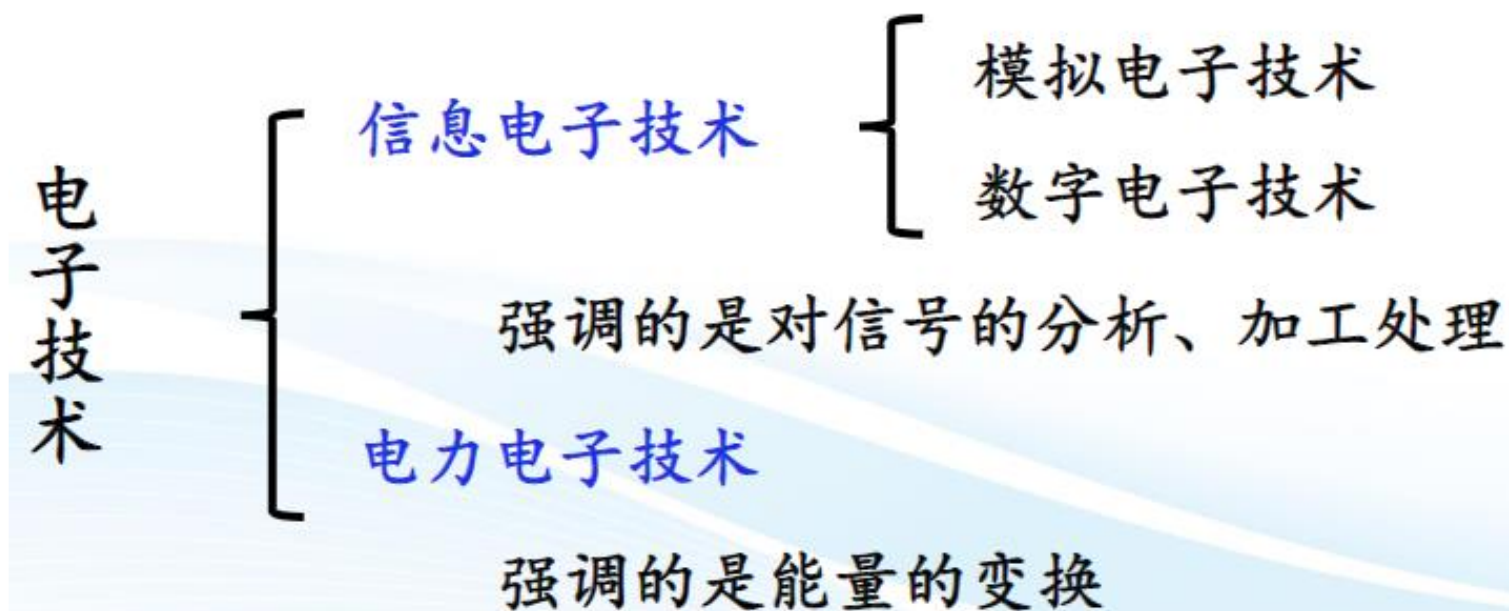 电子技术
信息电子技术
模拟电子技术
数字电子技术
强调的是对信号的分析、加工处理
电力电子技术
强调的是能量的变换